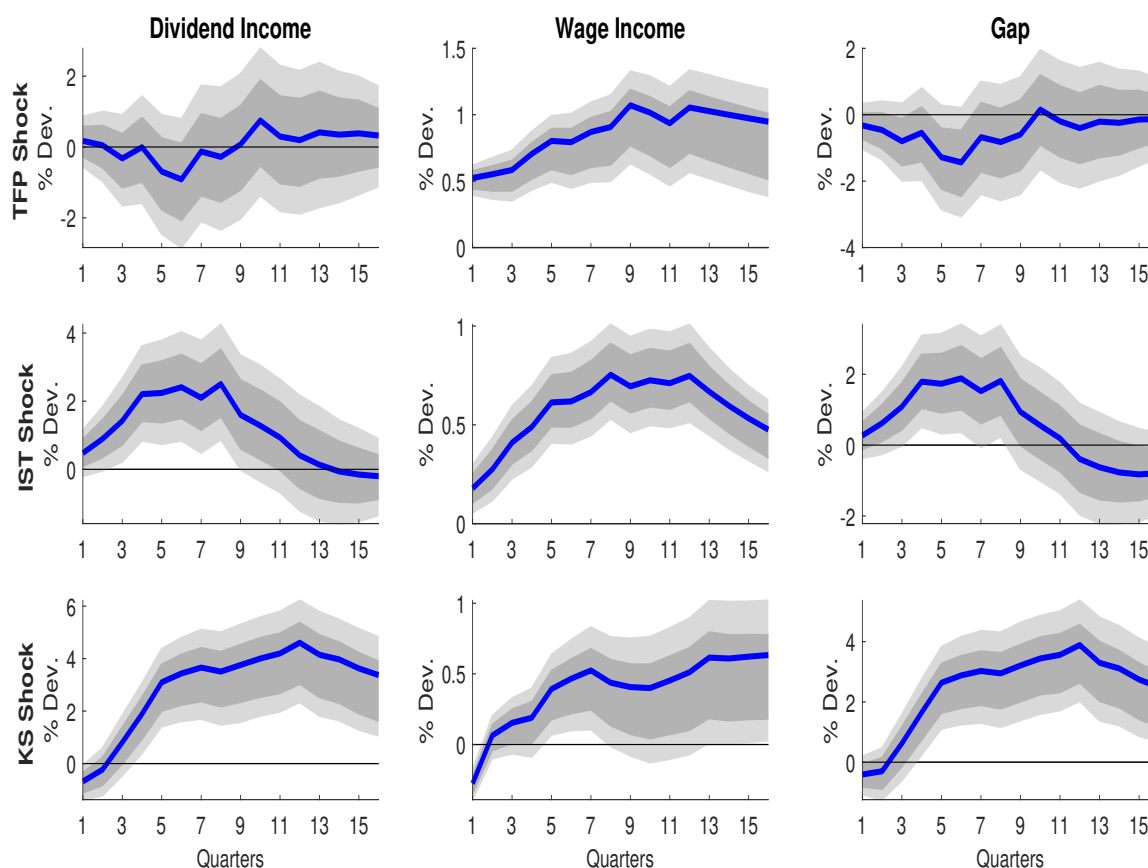 Dividend Income
Wage Income
Gap
TFP Shock
% Dev.
2
0
-2
1 3 5 7 9 11 13 15
% Dev.
1.5
1
0.5
0
1 3 5 7 9 11 13 15
% Dev.
2
0
-2
-4
1 3 5 7 9 11 13 15
IST Shock
% Dev.
4
2
0
1 3 5 7 9 11 13 15
% Dev.
1
0.5
0
1 3 5 7 9 11 13 15
% Dev.
2
0
-2
1 3 5 7 9 11 13 15
KS Shock
% Dev.
6
4
2
0
1 3 5 7 9 11 13 15
Quarters
% Dev.
1
0.5
0
1 3 5 7 9 11 13 15
Quarters
% Dev.
4
2
0
1 3 5 7 9 11 13 15
Quarters